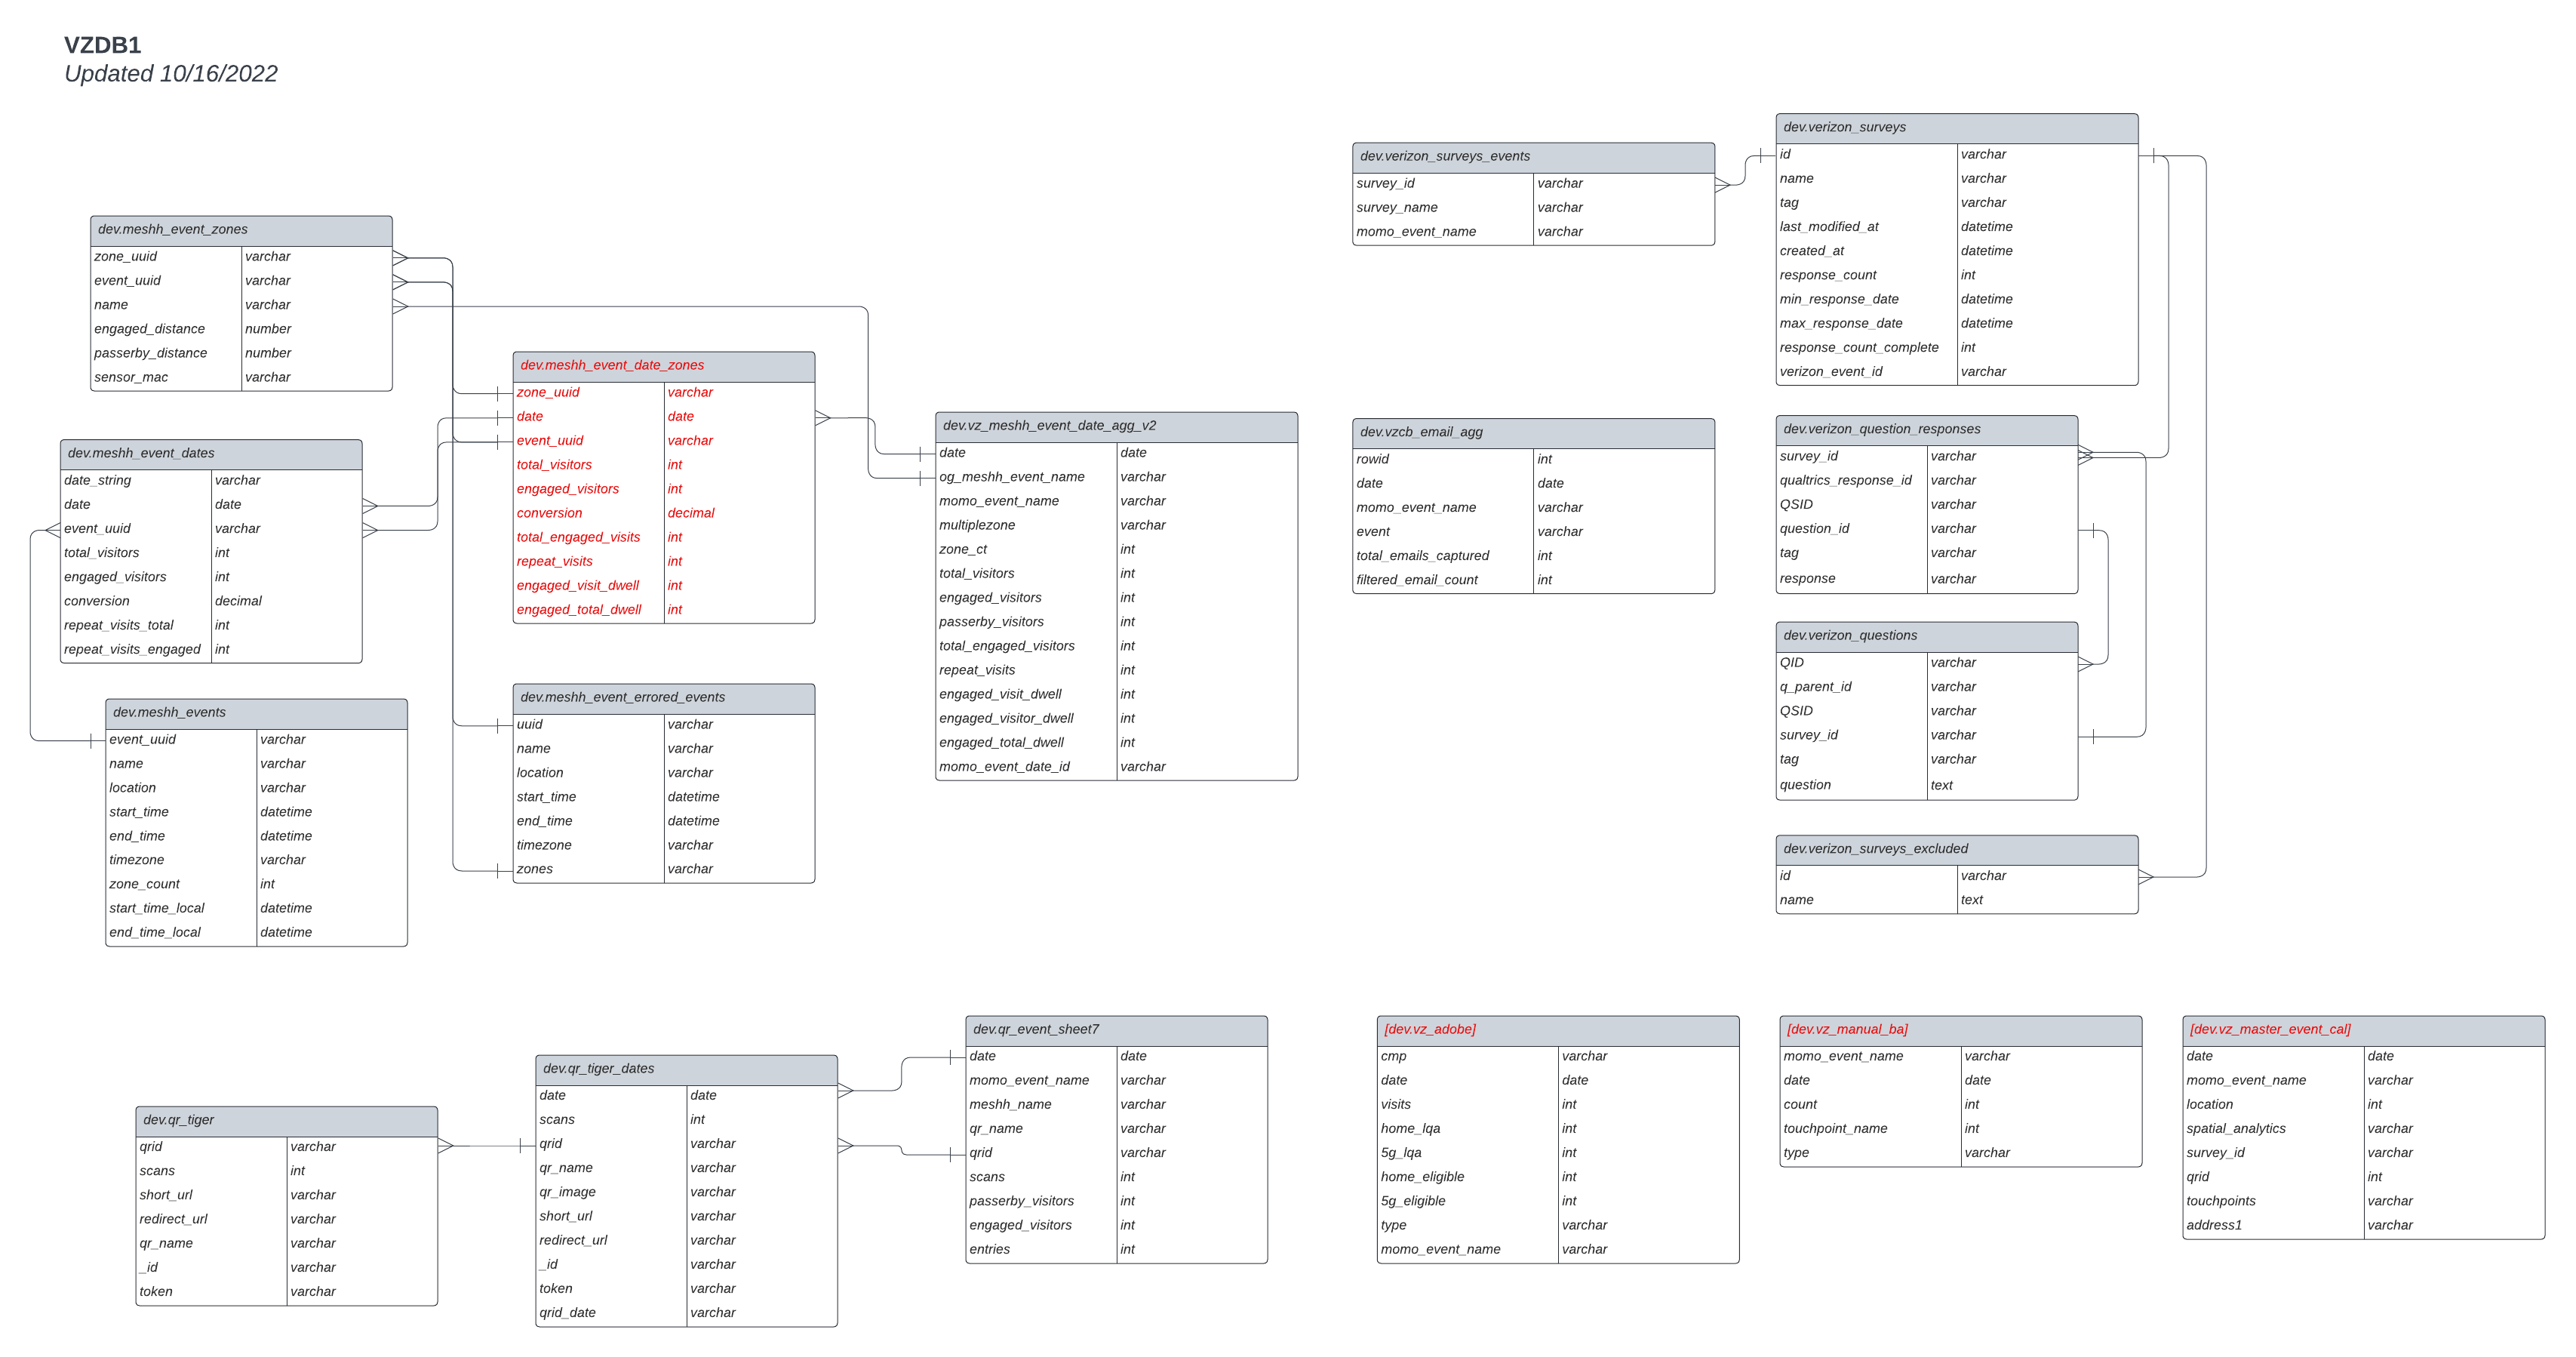 VZDB1
Updated 10/16/2022
dev.meshh_event_zones
zone_uuid varchar
event_uuid varchar
name varchar
engaged_distance number
passerby_distance number
sensor_mac varchar
dev.meshh_event_dates
date_string varchar
date date
event_uuid varchar
total_visitors int
engaged_visitors int
conversion decimal
repeat_visits_total int
repeat_visits_engaged int
dev.meshh_events
event_uuid varchar
name varchar
location varchar
start_time datetime
end_time datetime
timezone varchar
zone_count int
start_time_local datetime
end_time_local datetime
dev.meshh_event_date_zones
zone_uuid varchar
date date
event_uuid varchar
total_visitors int
engaged_visitors int
conversion decimal
total_engaged_visits int
repeat_visits int
engaged_visit_dwell int
engaged_total_dwell int
dev.meshh_event_errored_events
uuid varchar
name varchar
location varchar
start_time datetime
end_time datetime
timezone varchar
zones varchar
dev.vz_meshh_event_date_agg_v2
date date
og_meshh_event_name varchar
momo_event_name varchar
multiplezone varchar
zone_ct int
total_visitors int
engaged_visitors int
passerby_visitors int
total_engaged_visitors int
repeat_visits int
engaged_visit_dwell int
engaged_visitor_dwell int
engaged_total_dwell int
momo_event_date_id varchar
dev.verizon_surveys_events
survey_id varchar
survey_name varchar
momo_event_name varchar
dev.vzcb_email_agg
rowid int
date date
momo_event_name varchar
event varchar
total_emails_captured int
filtered_email_count int
dev.verizon_surveys
id varchar
name varchar
tag varchar
last_modified_at datetime
created_at datetime
response_count int
min_response_date datetime
max_response_date datetime
response_count_complete int
verizon_event_id varchar
dev.verizon_question_responses
survey_id varchar
qualtrics_response_id varchar
QSID varchar
question_id varchar
tag varchar
response varchar
dev.verizon_questions
QID varchar
q_parent_id varchar
QSID varchar
survey_id varchar
tag varchar
question text
dev.verizon_surveys_excluded
id varchar
name text
dev.qr_tiger
qrid varchar
scans int
short_url varchar
redirect_url varchar
qr_name varchar
_id varchar
token varchar
dev.qr_tiger_dates
date date
scans int
qrid varchar
qr_name varchar
qr_image varchar
short_url varchar
redirect_url varchar
_id varchar
token varchar
qrid_date varchar
dev.qr_event_sheet7
date date
momo_event_name varchar
meshh_name varchar
qr_name varchar
qrid varchar
scans int
passerby_visitors int
engaged_visitors int
entries int
[dev.vz_adobe]
cmp varchar
date date
visits int
home_lqa int
5g_lqa int
home_eligible int
5g_eligible int
type varchar
momo_event_name varchar
[dev.vz_manual_ba]
momo_event_name varchar
date date
count int
touchpoint_name int
type varchar
[dev.vz_master_event_cal]
date date
momo_event_name varchar
location int
spatial_analytics varchar
survey_id varchar
qrid int
touchpoints varchar
address1 varchar